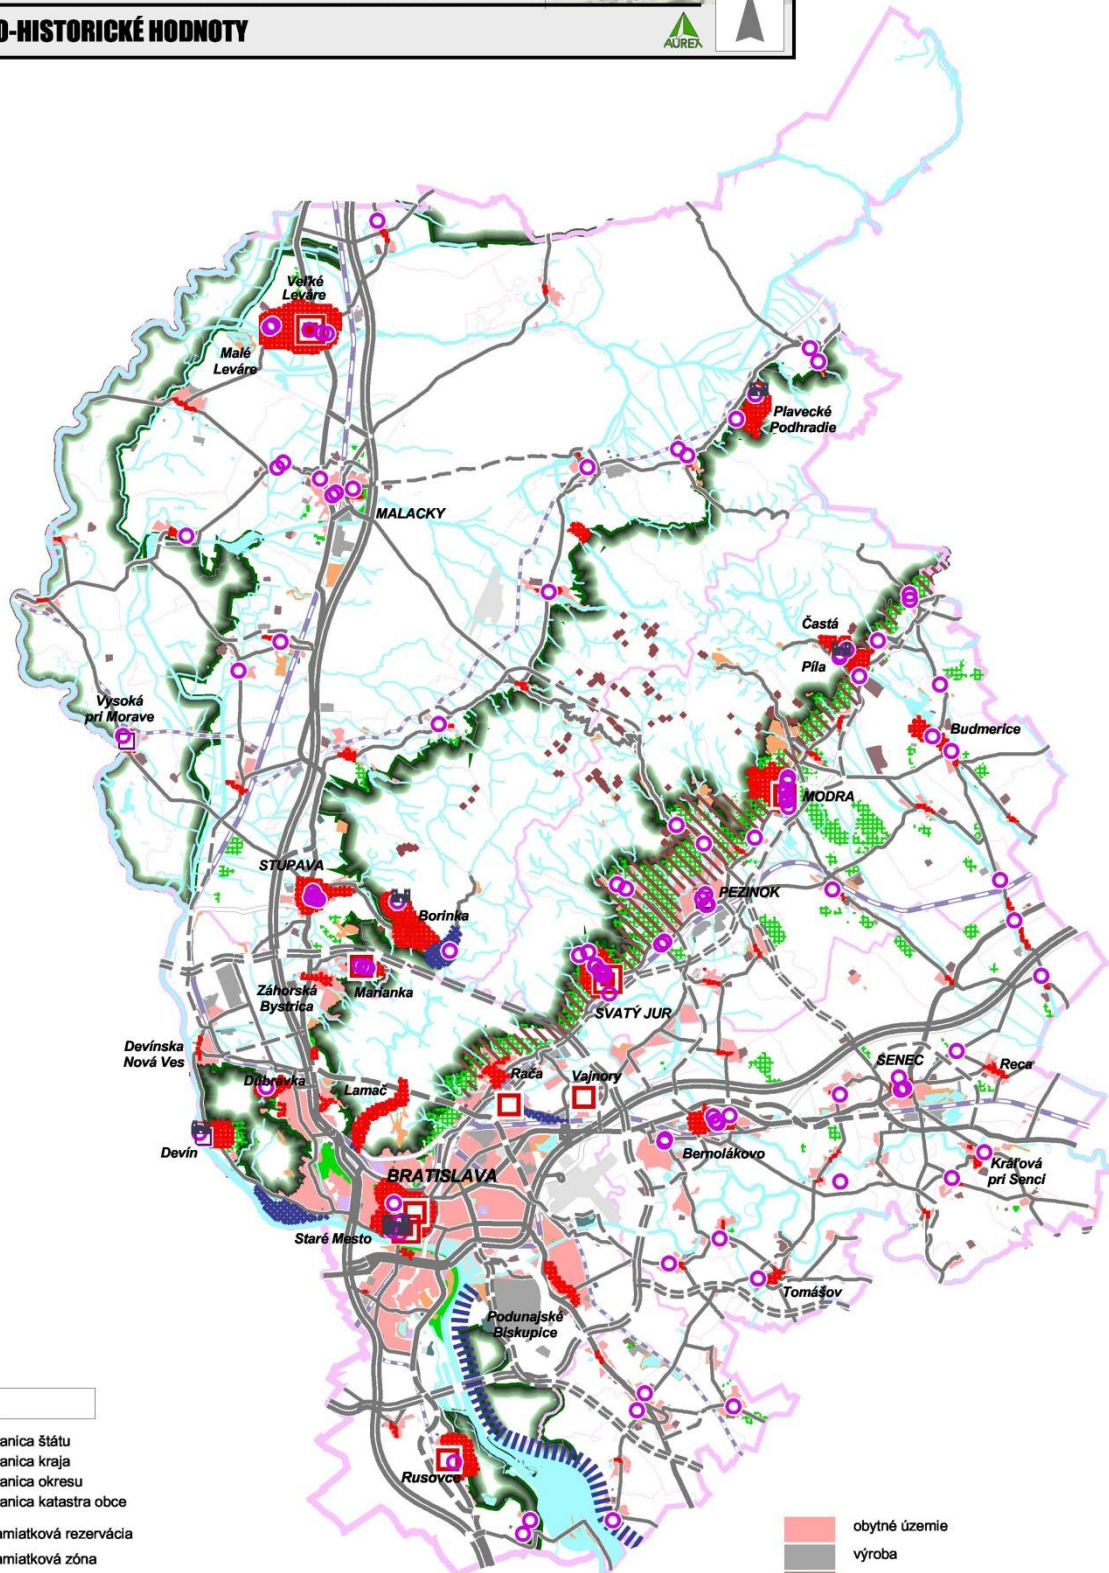 O-HISTORICKÉ HODNOTY
AUREX
Veľké
Leváre
Malé
Leváre
Plavecké
Podhradie
MALACKY
Častá
Píla
Vysoká
pri Morave
Budmerice
MODRA
STUPAVA
PEZINOK
Borinka
Záhorská
Bystrica
Marianka
SVÄTÝ JUR
Devínska
Nová Ves
Dúbravka
Lamač
Rača
Vajnory
SENEC
Reca
Devín
Bernolákovo
Kráľová
pri Senci
BRATISLAVA
Staré Mesto
Tomášov
Podunajské
Biskupice
Rusovce
anica štátu
anica kraja
anica okresu
anica katastra obce
amiatková rezervácia
amiatková zóna
obytné územie
výroba